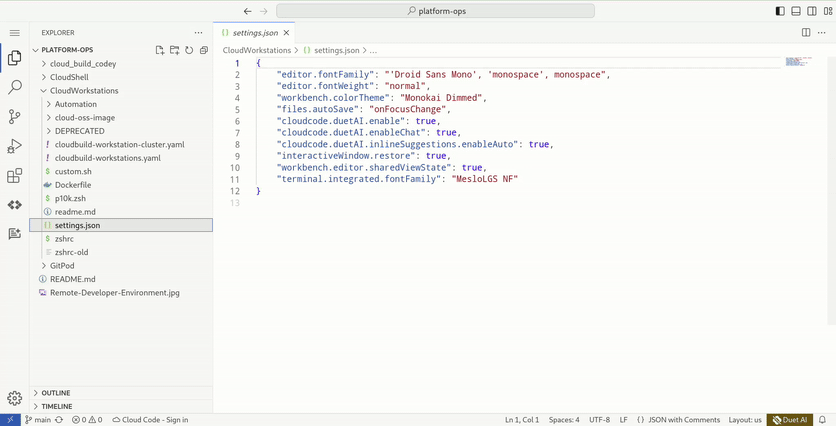 platform-ops
EXPLORER
PLATFORM-OPS
cloud_build_codey
CloudShell
CloudWorkstations
Automation
cloud-oss-image
DEPRECATED
! cloudbuild-workstation-cluster.yaml
! cloudbuild-workstations.yaml
$ custom.sh
Dockerfile
$ p10k.zsh
readme.md
{} settings.json
$ zshrc
zshrc-old
GitPod
README.md
Remote-Developer-Environment.jpg
OUTLINE
TIMELINE
{} settings.json
CloudWorkstations > {} settings.json > ...
1 {
2 "editor.fontFamily": "'Droid Sans Mono', 'monospace', monospace",
3 "editor.fontWeight": "normal",
4 "workbench.colorTheme": "Monokai Dimmed",
5 "files.autoSave": "onFocusChange",
6 "cloudcode.duetAI.enable": true,
7 "cloudcode.duetAI.enableChat": true,
8 "cloudcode.duetAI.inlineSuggestions.enableAuto": true,
9 "interactiveWindow.restore": true,
10 "workbench.editor.sharedViewState": true,
11 "terminal.integrated.fontFamily": "MesloLGS NF"
12 }
13
main 0 0 Cloud Code - Sign in Ln 1, Col 1 Spaces: 4 UTF-8 LF {} JSON with Comments Layout: us Duet AI